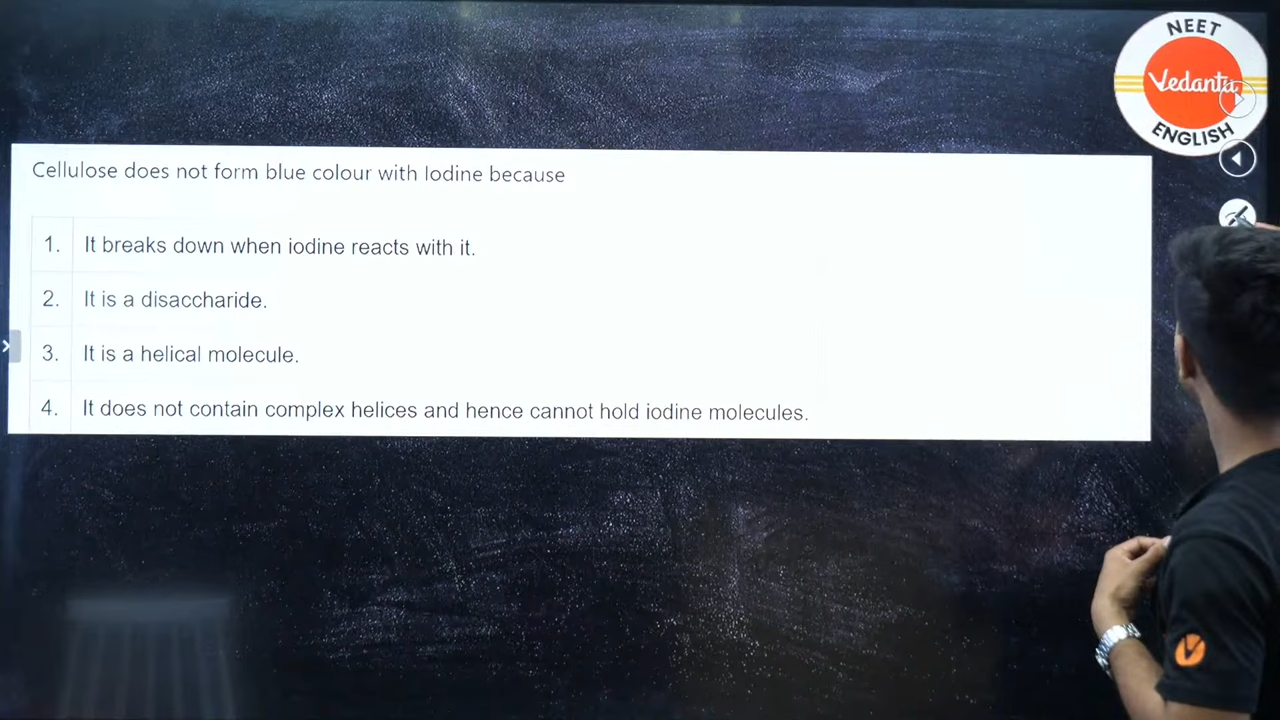 NEET
Vedantu
ENGLISH
Cellulose does not form blue colour with Iodine because
1. It breaks down when iodine reacts with it.
2. It is a disaccharide.
3. It is a helical molecule.
4. It does not contain complex helices and hence cannot hold iodine molecules.